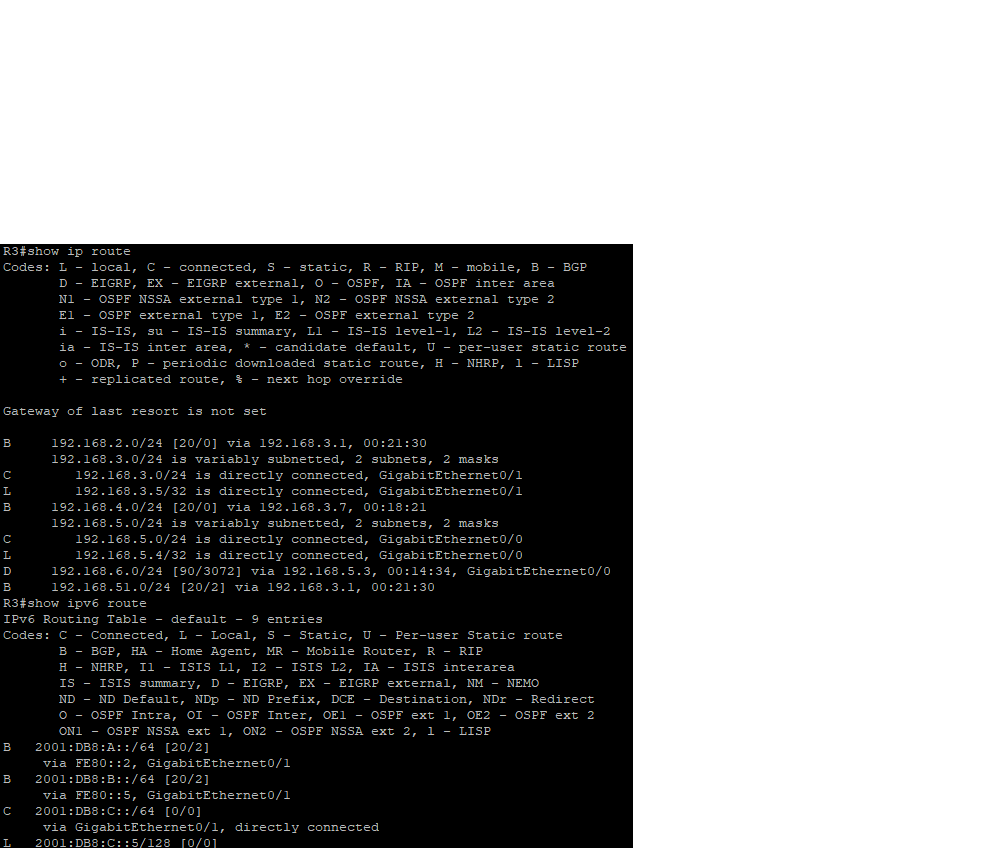 R3#show ip route
Codes: L - local, C - connected, S - static, R - RIP, M - mobile, B - BGP
       D - EIGRP, EX - EIGRP external, O - OSPF, IA - OSPF inter area
       N1 - OSPF NSSA external type 1, N2 - OSPF NSSA external type 2
       E1 - OSPF external type 1, E2 - OSPF external type 2
       i - IS-IS, su - IS-IS summary, L1 - IS-IS level-1, L2 - IS-IS level-2
       ia - IS-IS inter area, * - candidate default, U - per-user static route
       o - ODR, P - periodic downloaded static route, H - NHRP, l - LISP
       + - replicated route, % - next hop override

Gateway of last resort is not set

B     192.168.2.0/24 [20/0] via 192.168.3.1, 00:21:30
      192.168.3.0/24 is variably subnetted, 2 subnets, 2 masks
C        192.168.3.0/24 is directly connected, GigabitEthernet0/1
L        192.168.3.5/32 is directly connected, GigabitEthernet0/1
B     192.168.4.0/24 [20/0] via 192.168.3.7, 00:18:21
      192.168.5.0/24 is variably subnetted, 2 subnets, 2 masks
C        192.168.5.0/24 is directly connected, GigabitEthernet0/0
L        192.168.5.4/32 is directly connected, GigabitEthernet0/0
D     192.168.6.0/24 [90/3072] via 192.168.5.3, 00:14:34, GigabitEthernet0/0
B     192.168.51.0/24 [20/2] via 192.168.3.1, 00:21:30
R3#show ipv6 route
IPv6 Routing Table - default - 9 entries
Codes: C - Connected, L - Local, S - Static, U - Per-user Static route
       B - BGP, HA - Home Agent, MR - Mobile Router, R - RIP
       H - NHRP, I1 - ISIS L1, I2 - ISIS L2, IA - ISIS interarea
       IS - ISIS summary, D - EIGRP, EX - EIGRP external, NM - NEMO
       ND - ND Default, NDp - ND Prefix, DCE - Destination, NDr - Redirect
       O - OSPF Intra, OI - OSPF Inter, OE1 - OSPF ext 1, OE2 - OSPF ext 2
       ON1 - OSPF NSSA ext 1, ON2 - OSPF NSSA ext 2, l - LISP
B   2001:DB8:A::/64 [20/2]
     via FE80::2, GigabitEthernet0/1
B   2001:DB8:B::/64 [20/2]
     via FE80::5, GigabitEthernet0/1
C   2001:DB8:C::/64 [0/0]
     via GigabitEthernet0/1, directly connected
L   2001:DB8:C::5/128 [0/0]